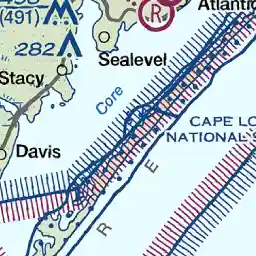 (491)
282
R
Atlantic
Sealevel
Stacy
Core
CAPE LO
NATIONAL S
Davis
E
R